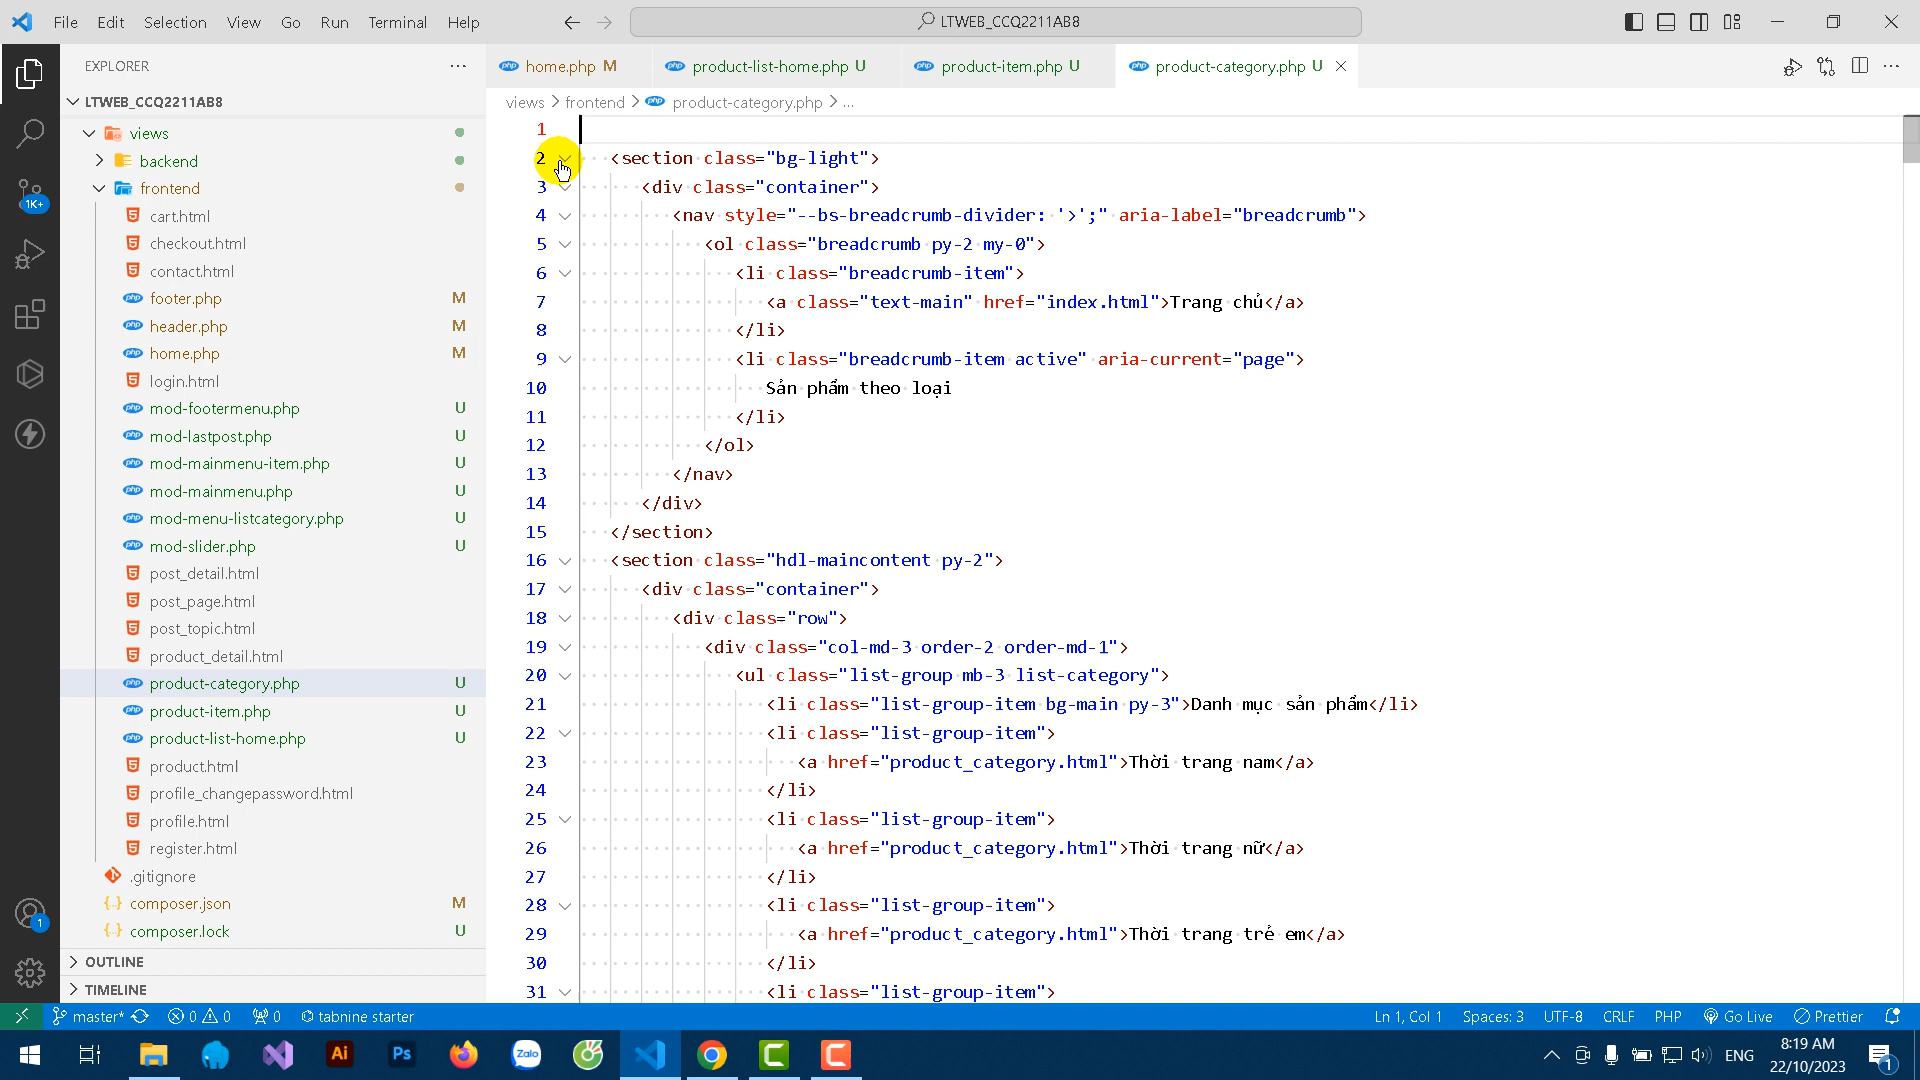 File Edit Selection View Go Run Terminal Help
LTWEB_CCQ2211AB8
EXPLORER
home.php M
product-list-home.php U
product-item.php U
product-category.php U
LTWEB_CCQ2211AB8
views > frontend > product-category.php > ...
views
backend
frontend
cart.html
checkout.html
contact.html
footer.php M
header.php M
home.php M
login.html
mod-footermenu.php U
mod-lastpost.php U
mod-mainmenu-item.php U
mod-mainmenu.php U
mod-menu-listcategory.php U
mod-slider.php U
post_detail.html
post_page.html
post_topic.html
product_detail.html
product-category.php U
product-item.php U
product-list-home.php U
product.html
profile_changepassword.html
profile.html
register.html
.gitignore
composer.json M
composer.lock U
OUTLINE
TIMELINE
1K+
1
1
2 <section class="bg-light">
3 <div class="container">
4 <nav style="--bs-breadcrumb-divider: '>';" aria-label="breadcrumb">
5 <ol class="breadcrumb py-2 my-0">
6 <li class="breadcrumb-item">
7 <a class="text-main" href="index.html">Trang chủ</a>
8 </li>
9 <li class="breadcrumb-item active" aria-current="page">
10 Sản phẩm theo loại
11 </li>
12 </ol>
13 </nav>
14 </div>
15 </section>
16 <section class="hdl-maincontent py-2">
17 <div class="container">
18 <div class="row">
19 <div class="col-md-3 order-2 order-md-1">
20 <ul class="list-group mb-3 list-category">
21 <li class="list-group-item bg-main py-3">Danh mục sản phẩm</li>
22 <li class="list-group-item">
23 <a href="product_category.html">Thời trang nam</a>
24 </li>
25 <li class="list-group-item">
26 <a href="product_category.html">Thời trang nữ</a>
27 </li>
28 <li class="list-group-item">
29 <a href="product_category.html">Thời trang trẻ em</a>
30 </li>
31 <li class="list-group-item">
master* 0 0 0 tabnine starter
Ln 1, Col 1 Spaces: 3 UTF-8 CRLF PHP Go Live Prettier
Ai Ps Zalo
ENG
8:19 AM
22/10/2023
1